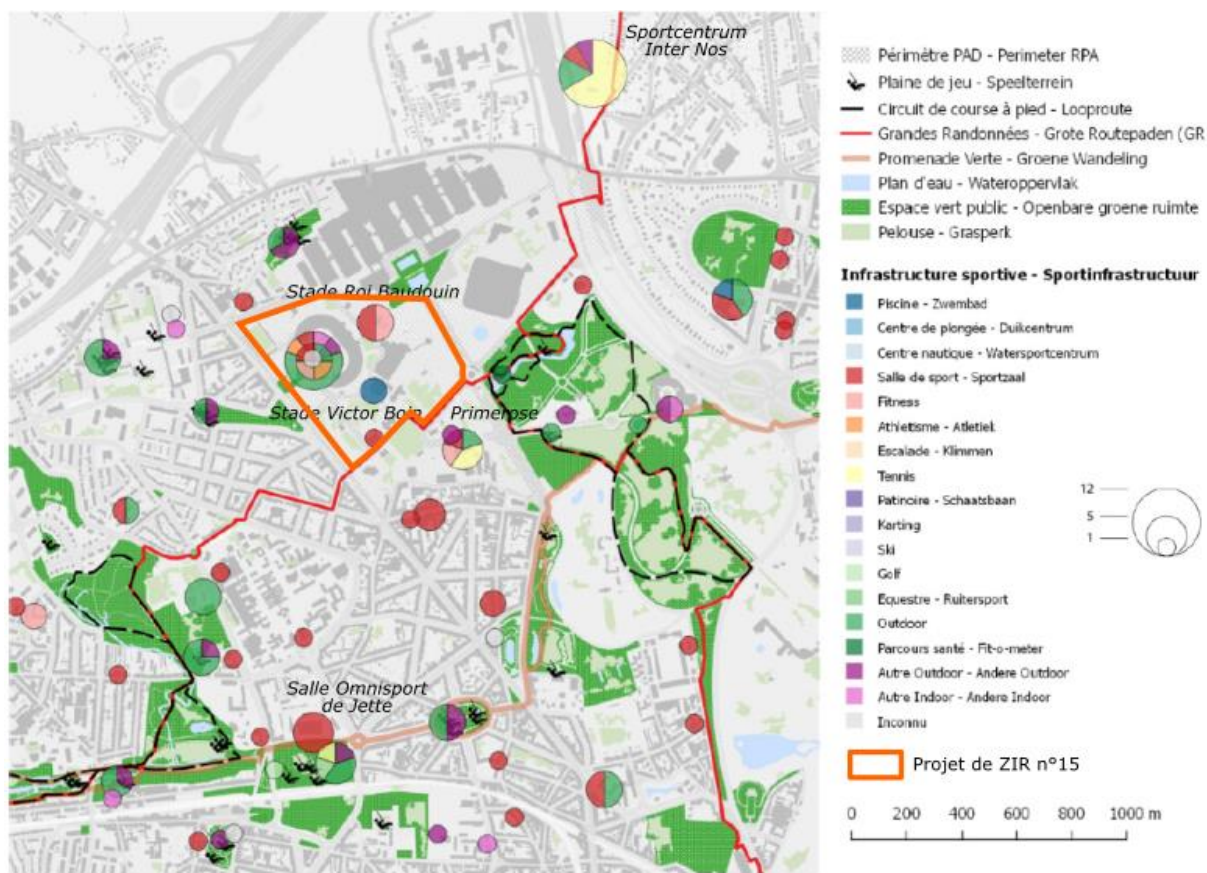 Sportcentrum
Inter Nos
Stade Roi Baudouin
Stade Victor Boin
Primerose
Salle Omnisport
de Jette
Périmètre PAD - Perimeter RPA
Plaine de jeu - Speelterrein
Circuit de course à pied - Looproute
Grandes Randonnées - Grote Routepaden (GR
Promenade Verte - Groene Wandeling
Plan d'eau - Wateroppervlak
Espace vert public - Openbare groene ruimte
Pelouse - Grasperk
Infrastructure sportive - Sportinfrastructuur
Piscine - Zwembad
Centre de plongée - Duikcentrum
Centre nautique - Watersportcentrum
Salle de sport - Sportzaal
Fitness
Athletisme - Atletiek
Escalade - Klimmen
Tennis
Patinoire - Schaatsbaan
Karting
Ski
Golf
Equestre - Ruitersport
Outdoor
Parcours santé - Fit-o-meter
Autre Outdoor - Andere Outdoor
Autre Indoor - Andere Indoor
Inconnu
12
5
1
Projet de ZIR n°15
0 200 400 600 800 1000 m